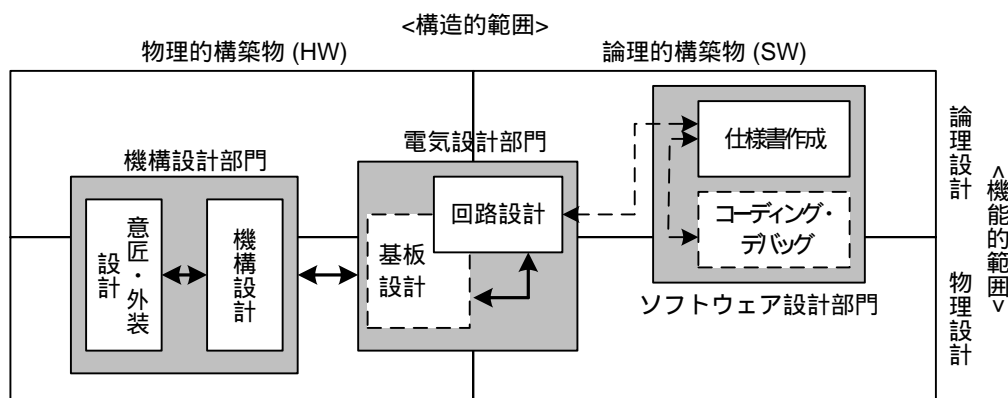 <構造的範囲>
物理的構築物 (HW)
論理的構築物 (SW)
機構設計部門
意匠・外装
設計
機構設計
電気設計部門
回路設計
基板
設計
仕様書作成
コーディング・
デバッグ
ソフトウェア設計部門
論理設計
物理設計
<機能的範囲>